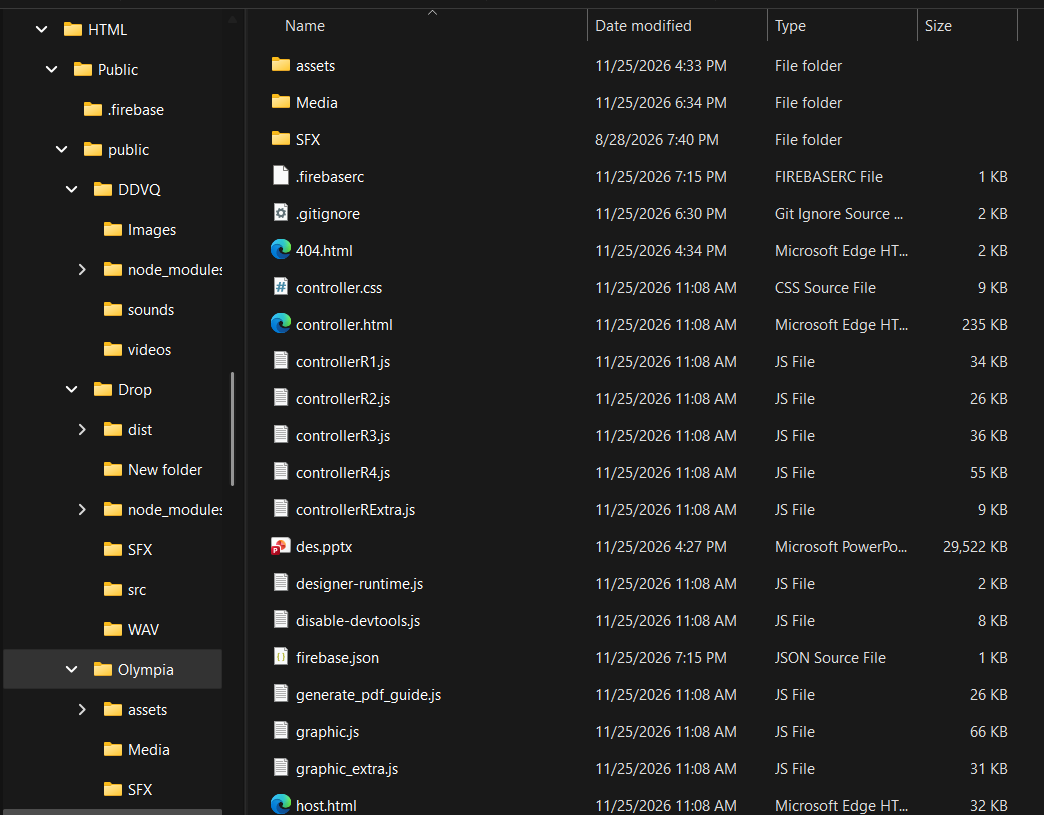 HTML
Public
.firebase
public
DDVQ
Images
node_modules
sounds
videos
Drop
dist
New folder
node_modules
SFX
src
WAV
Olympia
assets
Media
SFX
Name Date modified Type Size
assets 11/25/2026 4:33 PM File folder
Media 11/25/2026 6:34 PM File folder
SFX 8/28/2026 7:40 PM File folder
.firebaserc 11/25/2026 7:15 PM FIREBASERC File 1 KB
.gitignore 11/25/2026 6:30 PM Git Ignore Source ... 2 KB
404.html 11/25/2026 4:34 PM Microsoft Edge HT... 2 KB
controller.css 11/25/2026 11:08 AM CSS Source File 9 KB
controller.html 11/25/2026 11:08 AM Microsoft Edge HT... 235 KB
controllerR1.js 11/25/2026 11:08 AM JS File 34 KB
controllerR2.js 11/25/2026 11:08 AM JS File 26 KB
controllerR3.js 11/25/2026 11:08 AM JS File 36 KB
controllerR4.js 11/25/2026 11:08 AM JS File 55 KB
controllerRExtra.js 11/25/2026 11:08 AM JS File 9 KB
des.pptx 11/25/2026 4:27 PM Microsoft PowerPo... 29,522 KB
designer-runtime.js 11/25/2026 11:08 AM JS File 2 KB
disable-devtools.js 11/25/2026 11:08 AM JS File 8 KB
firebase.json 11/25/2026 7:15 PM JSON Source File 1 KB
generate_pdf_guide.js 11/25/2026 11:08 AM JS File 26 KB
graphic.js 11/25/2026 11:08 AM JS File 66 KB
graphic_extra.js 11/25/2026 11:08 AM JS File 31 KB
host.html 11/25/2026 11:08 AM Microsoft Edge HT... 32 KB